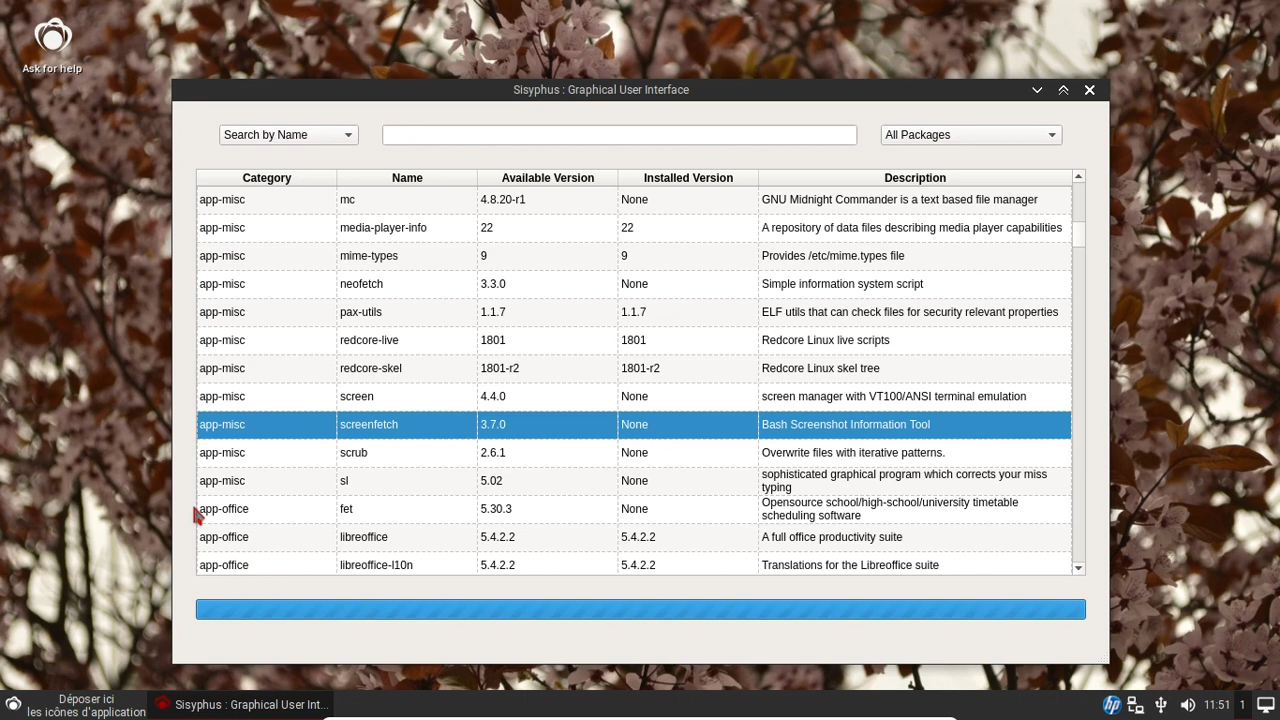 Ask for help
Sisyphus : Graphical User Interface
Search by Name
All Packages
Category Name Available Version Installed Version Description
app-misc mc 4.8.20-r1 None GNU Midnight Commander is a text based file manager
app-misc media-player-info 22 22 A repository of data files describing media player capabilities
app-misc mime-types 9 9 Provides /etc/mime.types file
app-misc neofetch 3.3.0 None Simple information system script
app-misc pax-utils 1.1.7 1.1.7 ELF utils that can check files for security relevant properties
app-misc redcore-live 1801 1801 Redcore Linux live scripts
app-misc redcore-skel 1801-r2 1801-r2 Redcore Linux skel tree
app-misc screen 4.4.0 None screen manager with VT100/ANSI terminal emulation
app-misc screenfetch 3.7.0 None Bash Screenshot Information Tool
app-misc scrub 2.6.1 None Overwrite files with iterative patterns.
app-misc sl 5.02 None sophisticated graphical program which corrects your miss
typing
app-office fet 5.30.3 None Opensource school/high-school/university timetable
scheduling software
app-office libreoffice 5.4.2.2 5.4.2.2 A full office productivity suite
app-office libreoffice-l10n 5.4.2.2 5.4.2.2 Translations for the Libreoffice suite
Déposer ici
les icônes d'application
Sisyphus : Graphical User Int...
hp
11:51
1